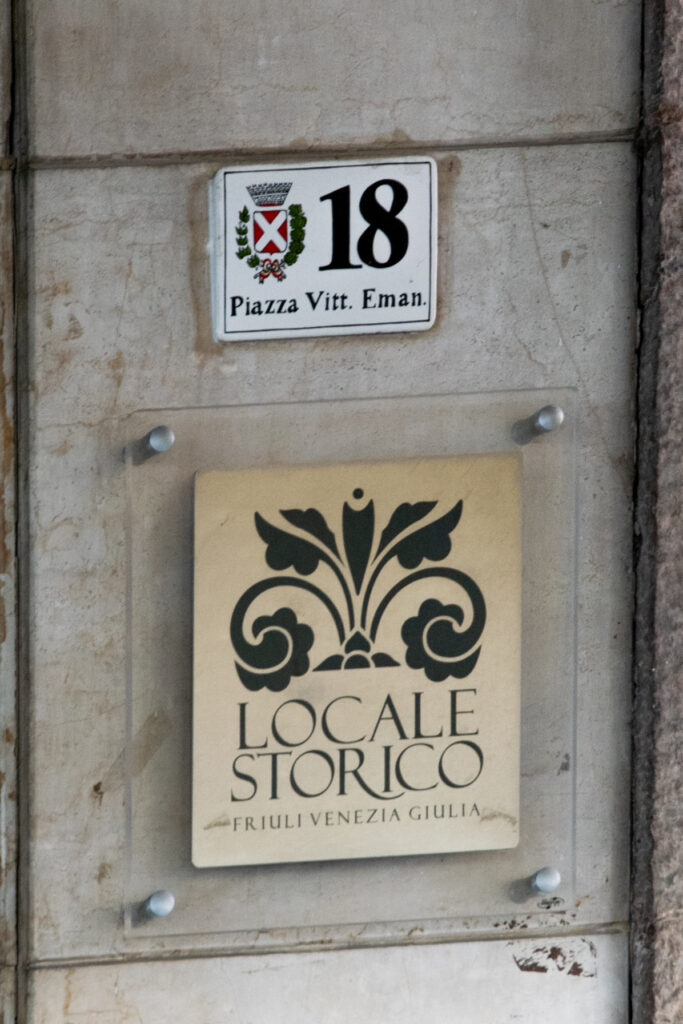 18
Piazza Vitt. Eman.
LOCALE
STORICO
FRIULI VENEZIA GIULIA